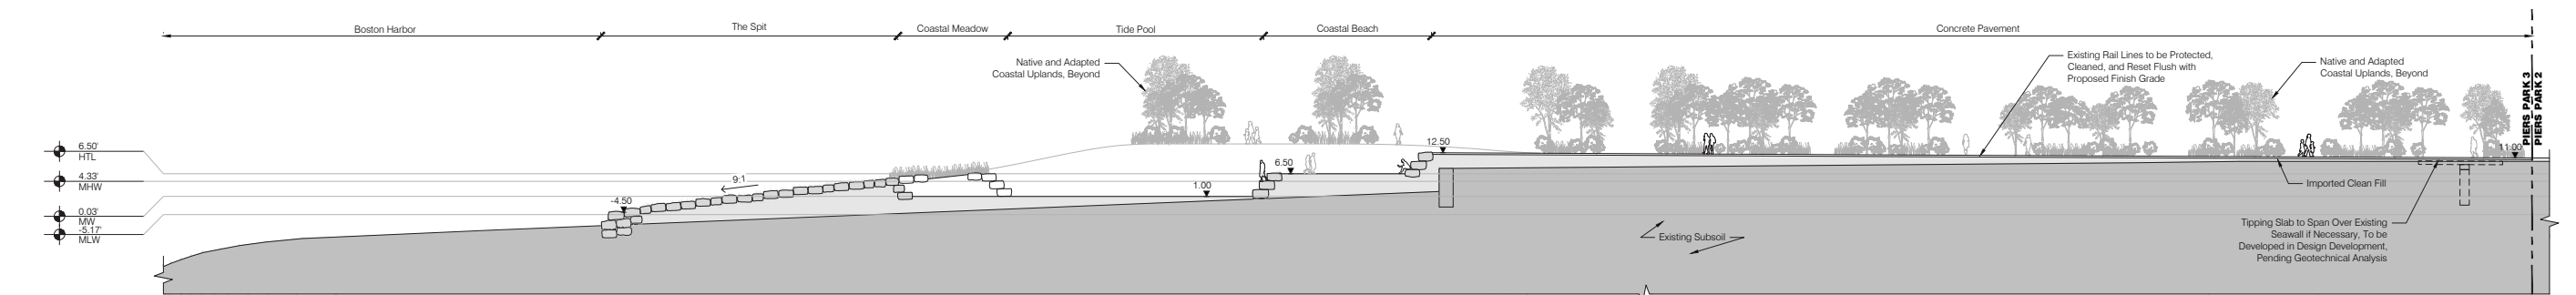 Boston Harbor
The Spit
Coastal Meadow
Tide Pool
Coastal Beach
Concrete Pavement
Native and Adapted
Coastal Uplands, Beyond
Existing Rail Lines to be Protected,
Cleaned, and Reset Flush with
Proposed Finish Grade
Native and Adapted
Coastal Uplands, Beyond
PIERS PARK 3
PIERS PARK 2
6.50'
HTL
4.33'
MHW
0.03'
MW
-5.17'
MLW
9:1
-4.50
1.00
6.50
12.50
11.00
Imported Clean Fill
Existing Subsoil
Tipping Slab to Span Over Existing
Seawall if Necessary, To be
Developed in Design Development,
Pending Geotechnical Analysis